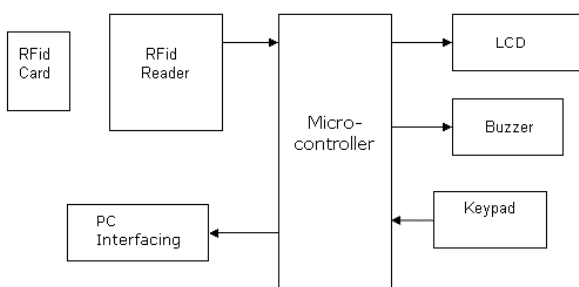 RFid
Card
RFid
Reader
Micro-
controller
LCD
Buzzer
Keypad
PC
Interfacing